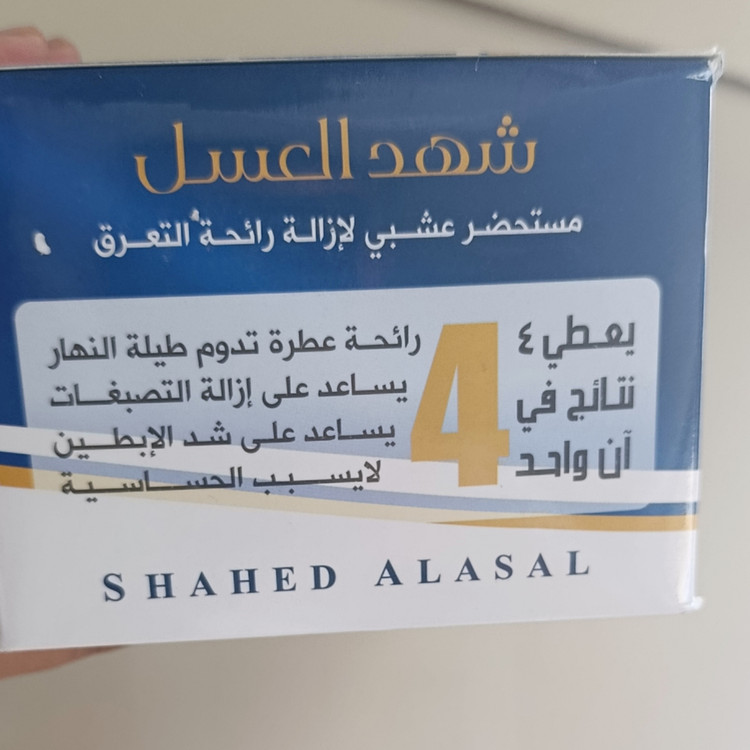 شهد العسل
مستحضر عشبي لإزالة رائحة التعرق
يعطي ٤
نتائج في
آن واحد
4
رائحة عطرة تدوم طيلة النهار
يساعد على إزالة التصبغات
يساعد على شد الإبطين
لايسبب الحساسية
SHAHED ALASAL